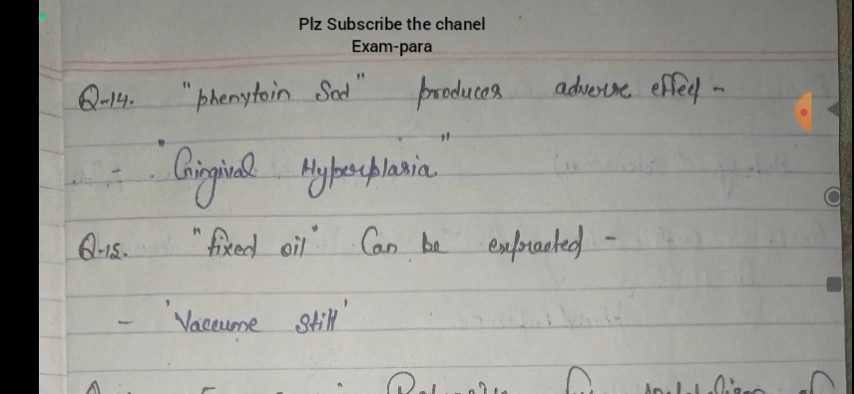 Plz Subscribe the chanel
Exam-para
Q-14. "phenytoin Sod" produces adverse effect -
- "Gingival Hyperplasia"
Q-15. "fixed oil" Can be extracted -
- 'Vaccume still'